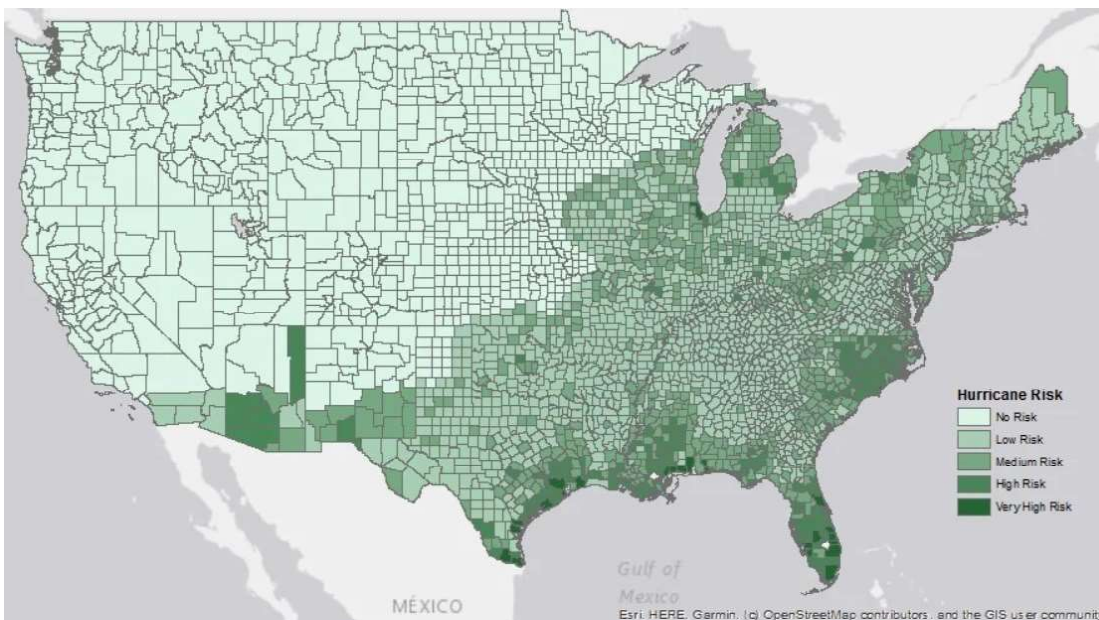 Hurricane Risk
No Risk
Low Risk
Medium Risk
High Risk
Very High Risk
Gulf of
Mexico
MÉXICO
Esri, HERE, Garmin, (c) OpenStreetMap contributors, and the GIS user community